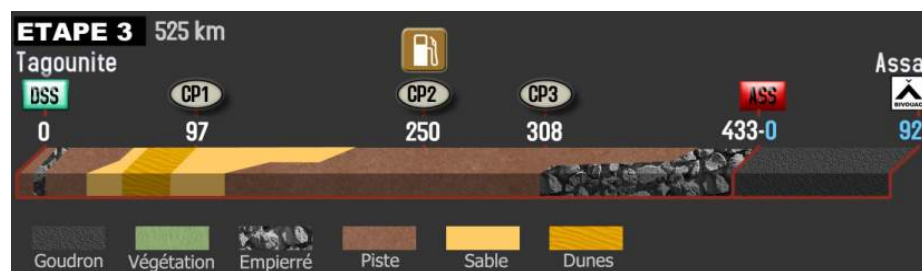 ETAPE 3 525 km
Tagounite Assa
DSS CP1 CP2 CP3 ASS BIVOUAC
0 97 250 308 433-0 92
Goudron Végétation Empierré Piste Sable Dunes